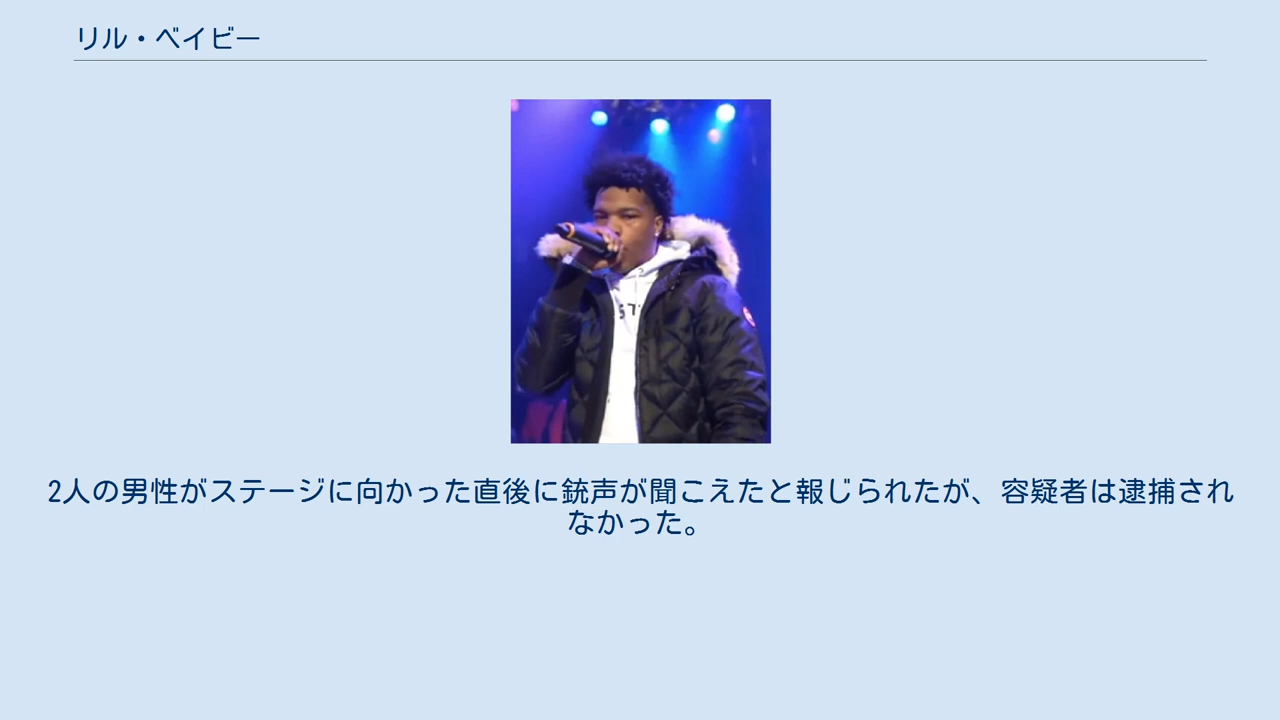 リル・ベイビー
2人の男性がステージに向かった直後に銃声が聞こえたと報じられたが、容疑者は逮捕され
なかった。